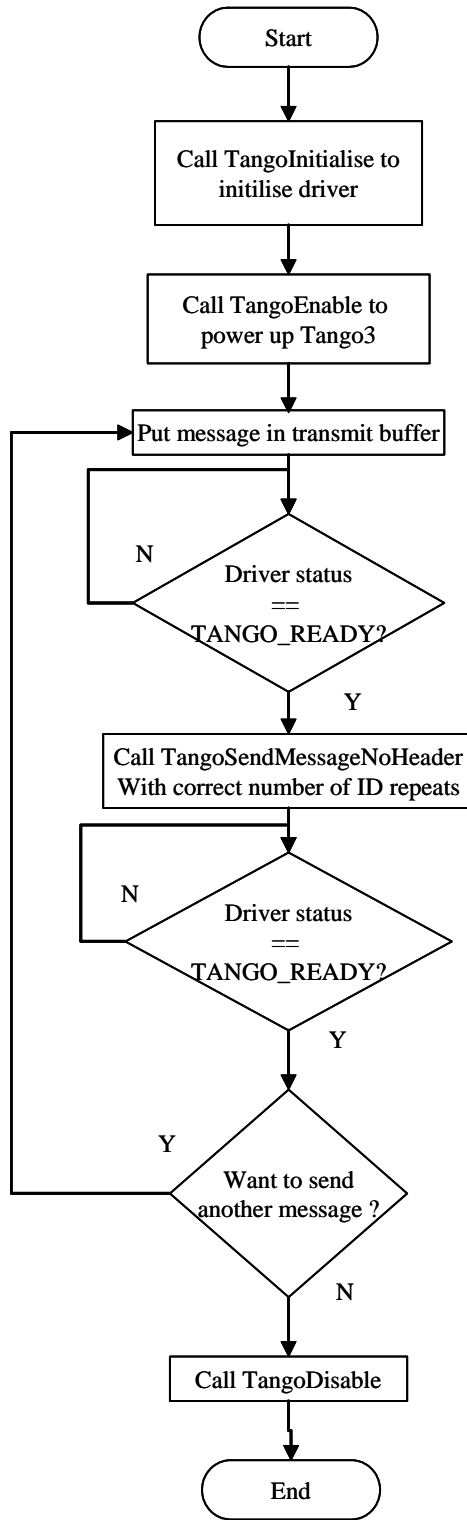 Start
Call TangoInitialise to
initilise driver
Call TangoEnable to
power up Tango3
Put message in transmit buffer
N
Driver status
==
TANGO_READY?
Y
Call TangoSendMessageNoHeader
With correct number of ID repeats
N
Driver status
==
TANGO_READY?
Y
Y
Want to send
another message ?
N
Call TangoDisable
End